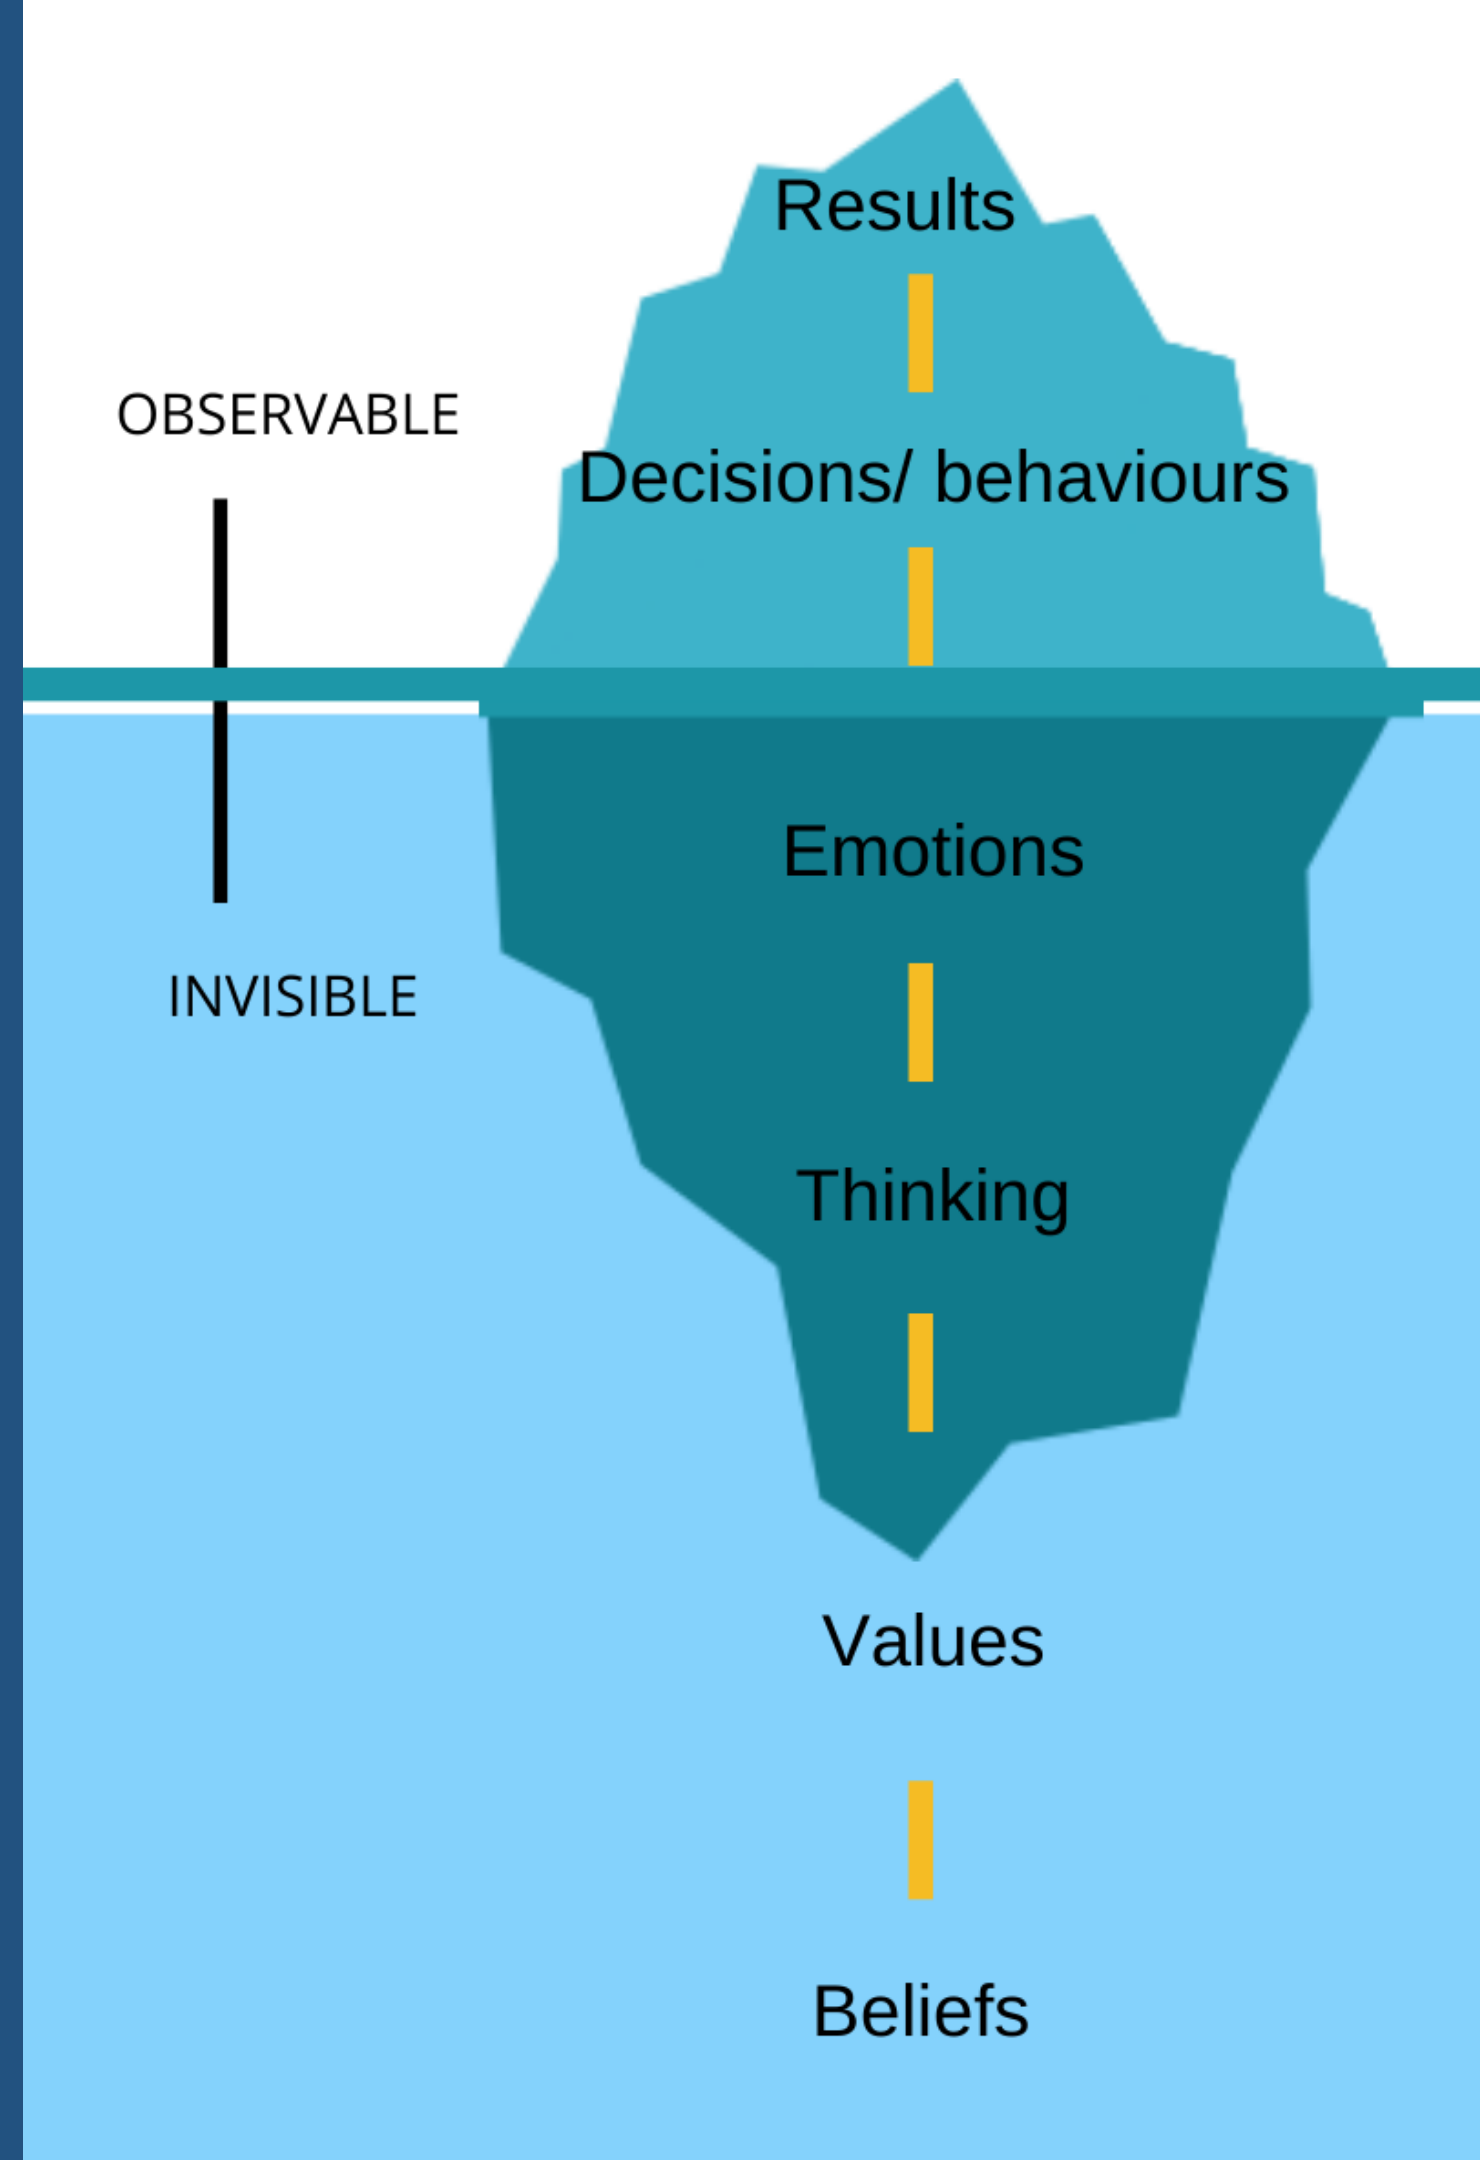 Results
OBSERVABLE
Decisions/ behaviours
Emotions
INVISIBLE
Thinking
Values
Beliefs